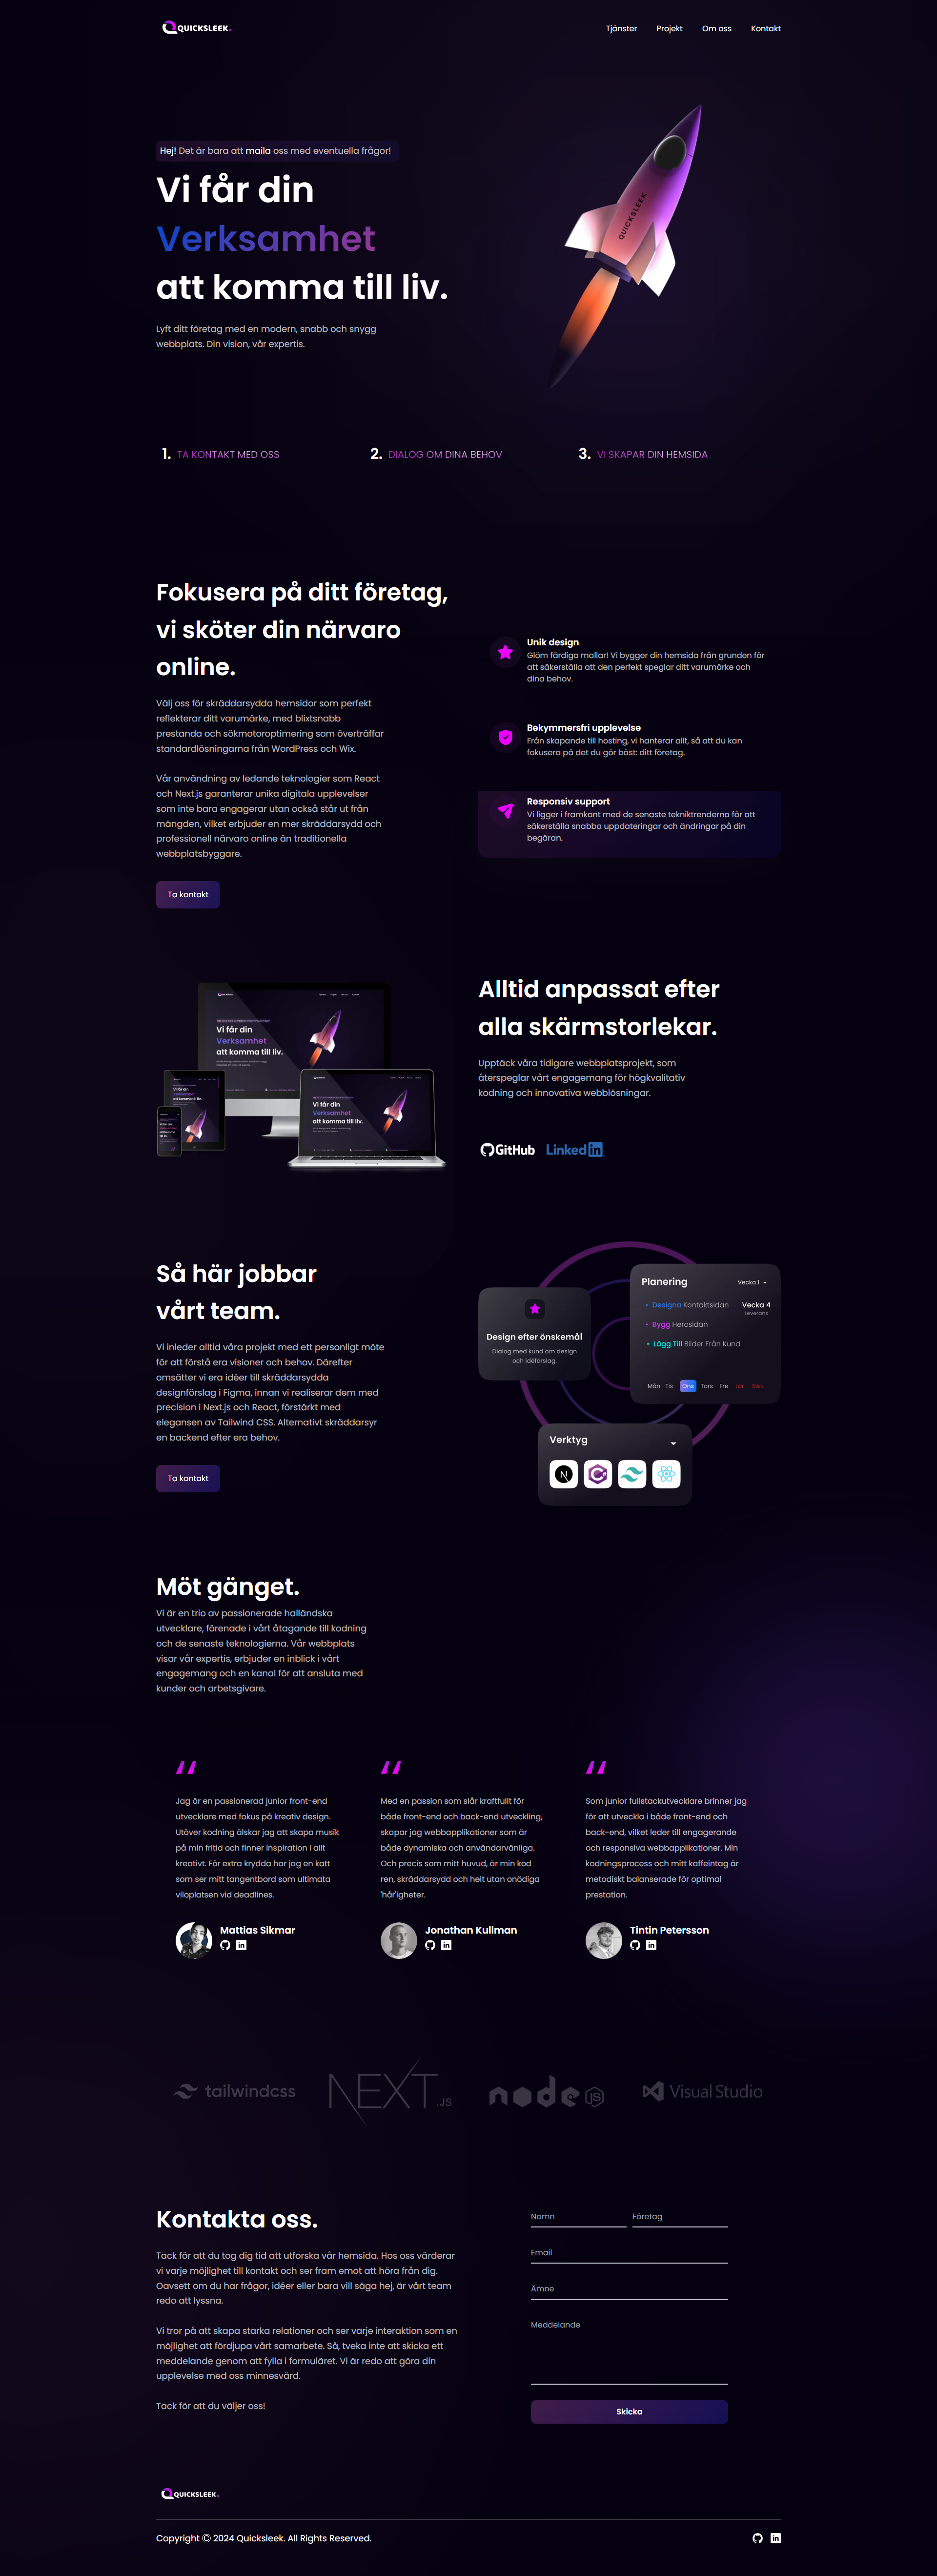 QUICKSLEEK.
Tjänster Projekt Om oss Kontakt
Hej! Det är bara att maila oss med eventuella frågor!
Vi får din
Verksamhet
att komma till liv.
Lyft ditt företag med en modern, snabb och snygg
webbplats. Din vision, vår expertis.
QUICKSLEEK
1. TA KONTAKT MED OSS
2. DIALOG OM DINA BEHOV
3. VI SKAPAR DIN HEMSIDA
Fokusera på ditt företag,
vi sköter din närvaro
online.
Välj oss för skräddarsydda hemsidor som perfekt
reflekterar ditt varumärke, med blixtsnabb
prestanda och sökmotoroptimering som överträffar
standardlösningarna från WordPress och Wix.
Vår användning av ledande teknologier som React
och Next.js garanterar unika digitala upplevelser
som inte bara engagerar utan också står ut från
mängden, vilket erbjuder en mer skräddarsydd och
professionell närvaro online än traditionella
webbplatsbyggare.
Ta kontakt
Unik design
Glöm färdiga mallar! Vi bygger din hemsida från grunden för
att säkerställa att den perfekt speglar ditt varumärke och
dina behov.
Bekymmersfri upplevelse
Från skapande till hosting, vi hanterar allt, så att du kan
fokusera på det du gör bäst: ditt företag.
Responsiv support
Vi ligger i framkant med de senaste tekniktrenderna för att
säkerställa snabba uppdateringar och ändringar på din
begäran.
Vi får din
Verksamhet
att komma till liv.
Vi får din
Verksamhet
att komma till liv.
Vi får din
Verksamhet
att komma till liv.
Alltid anpassat efter
alla skärmstorlekar.
Upptäck våra tidigare webbplatsprojekt, som
återspeglar vårt engagemang för högkvalitativ
kodning och innovativa webblösningar.
GitHub Linked in
Så här jobbar
vårt team.
Vi inleder alltid våra projekt med ett personligt möte
för att förstå era visioner och behov. Därefter
omsätter vi era idéer till skräddarsydda
designförslag i Figma, innan vi realiserar dem med
precision i Next.js och React, förstärkt med
elegansen av Tailwind CSS. Alternativt skräddarsyr
en backend efter era behov.
Ta kontakt
Design efter önskemål
Dialog med kund om design
och idéförslag.
Planering Vecka 1
Designa Kontaktsidan
Vecka 4
Leverans
Bygg Herosidan
Lägg Till Bilder Från Kund
Mån Tis Ons Tors Fre Lör Sön
Verktyg
Möt gänget.
Vi är en trio av passionerade halländska
utvecklare, förenade i vårt åtagande till kodning
och de senaste teknologierna. Vår webbplats
visar vår expertis, erbjuder en inblick i vårt
engagemang och en kanal för att ansluta med
kunder och arbetsgivare.
Jag är en passionerad junior front-end
utvecklare med fokus på kreativ design.
Utöver kodning älskar jag att skapa musik
på min fritid och finner inspiration i allt
kreativt. För extra krydda har jag en katt
som ser mitt tangentbord som ultimata
viloplatsen vid deadlines.
Mattias Sikmar
Med en passion som slår kraftfullt för
både front-end och back-end utveckling,
skapar jag webbapplikationer som är
både dynamiska och användarvänliga.
Och precis som mitt huvud, är min kod
ren, skräddarsydd och helt utan onödiga
'hår'igheter.
Jonathan Kullman
Som junior fullstackutvecklare brinner jag
för att utveckla i både front-end och
back-end, vilket leder till engagerande
och responsiva webbapplikationer. Min
kodningsprocess och mitt kaffeintag är
metodiskt balanserade för optimal
prestation.
Tintin Petersson
tailwindcss NEXT.JS node JS Visual Studio
Kontakta oss.
Tack för att du tog dig tid att utforska vår hemsida. Hos oss värderar
vi varje möjlighet till kontakt och ser fram emot att höra från dig.
Oavsett om du har frågor, idéer eller bara vill säga hej, är vårt team
redo att lyssna.
Vi tror på att skapa starka relationer och ser varje interaktion som en
möjlighet att fördjupa vårt samarbete. Så, tveka inte att skicka ett
meddelande genom att fylla i formuläret. Vi är redo att göra din
upplevelse med oss minnesvärd.
Tack för att du väljer oss!
Namn Företag
Email
Ämne
Meddelande
Skicka
QUICKSLEEK.
Copyright © 2024 Quicksleek. All Rights Reserved.